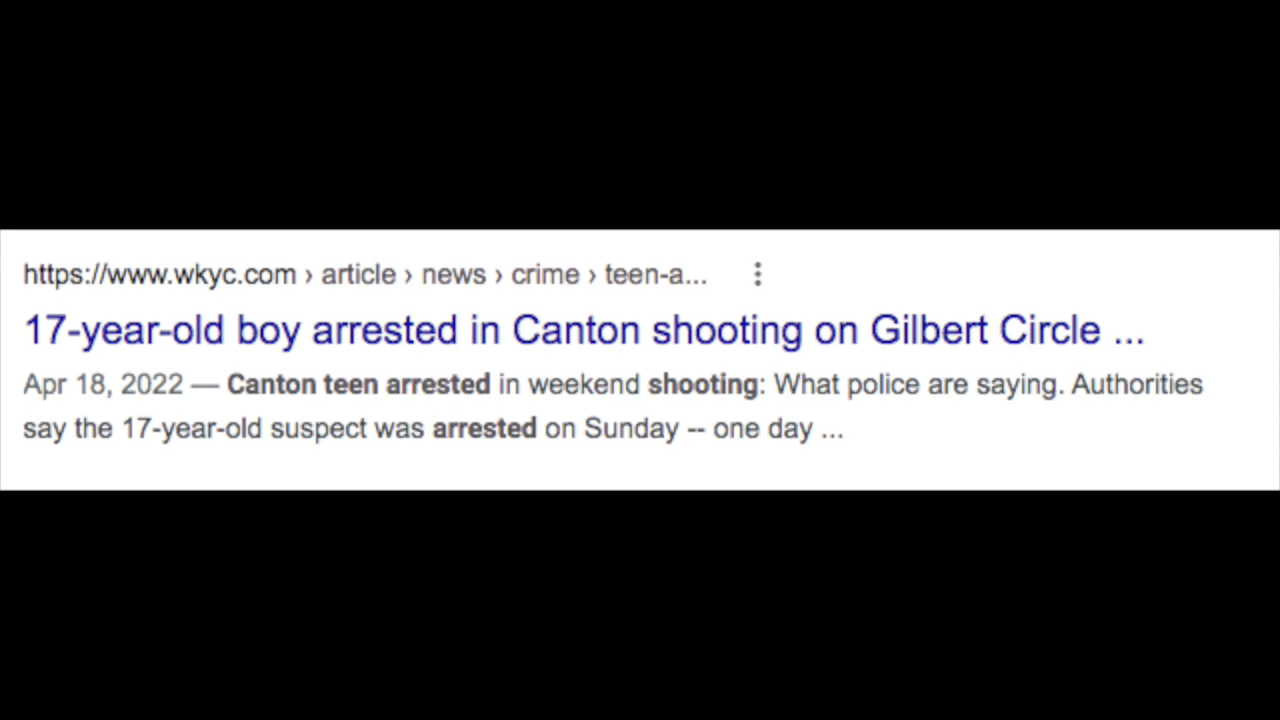 https://www.wkyc.com › article › news › crime › teen-a...
17-year-old boy arrested in Canton shooting on Gilbert Circle ...
Apr 18, 2022 — Canton teen arrested in weekend shooting: What police are saying. Authorities
say the 17-year-old suspect was arrested on Sunday -- one day ...